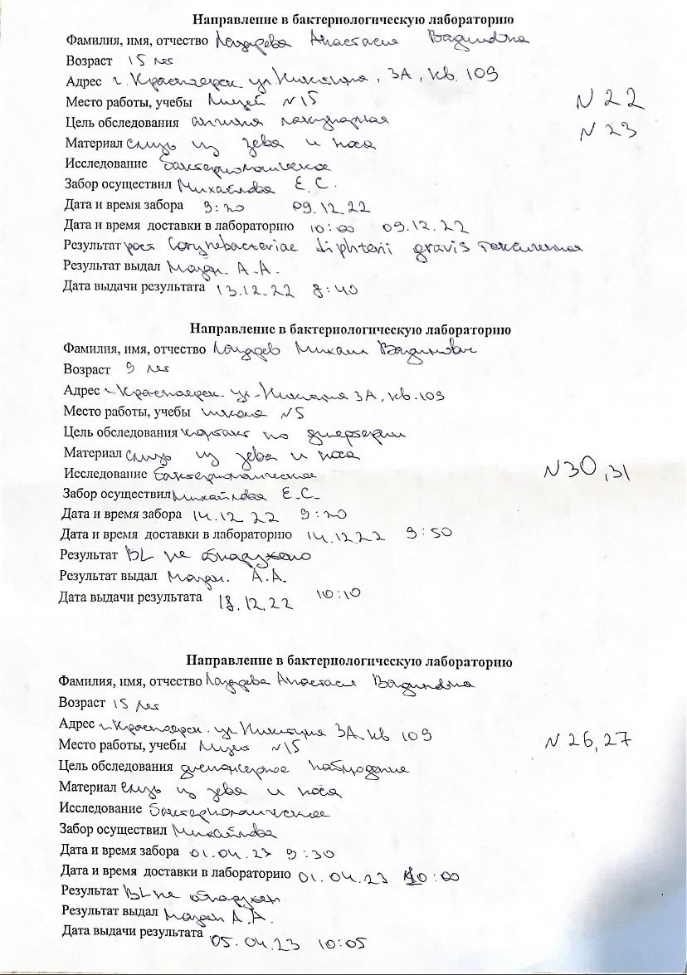 Направление в бактериологическую лабораторию
Фамилия, имя, отчество Лазарева Анастасия Вадимовна
Возраст 15 лет
Адрес г. Красноярск ул. Никитина, 3А, кв. 109
Место работы, учебы Лицей №15
N 22
Цель обследования ангина лакунарная
N 23
Материал слизь из зева и носа
Исследование бактериологическое
Забор осуществил Михайлова Е.С.
Дата и время забора 9:20 09.12.22
Дата и время доставки в лабораторию 10:00 09.12.22
Результат рост Corynebacteriae diphterii gravis токсигенная
Результат выдал А.А.
Дата выдачи результата 13.12.22 8:40
Направление в бактериологическую лабораторию
Фамилия, имя, отчество Лазарев Михаил Вадимович
Возраст 9 лет
Адрес г. Красноярск. ул. Никитина 3А, кв. 109
Место работы, учебы школа №5
Цель обследования контакт по дифтерии
Материал слизь из зева и носа
Исследование бактериологическое
N 30, 31
Забор осуществил Михайлова Е.С.
Дата и время забора 14.12 22 9:20
Дата и время доставки в лабораторию 14.12 22 9:50
Результат BL не обнаружено
Результат выдал А.А.
Дата выдачи результата 18.12.22 10:10
Направление в бактериологическую лабораторию
Фамилия, имя, отчество Лазарева Анастасия Вадимовна
Возраст 15 лет
Адрес г. Красноярск. ул Никитина 3А, кв 109
Место работы, учебы Лицей №15
N 26, 27
Цель обследования диспансерное наблюдение
Материал слизь из зева и носа
Исследование бактериологическое
Забор осуществил Михайлова
Дата и время забора 01.04.23 9:30
Дата и время доставки в лабораторию 01.04.23 10:00
Результат BL не обнаружен
Результат выдал А.А.
Дата выдачи результата 05.04.23 10:05